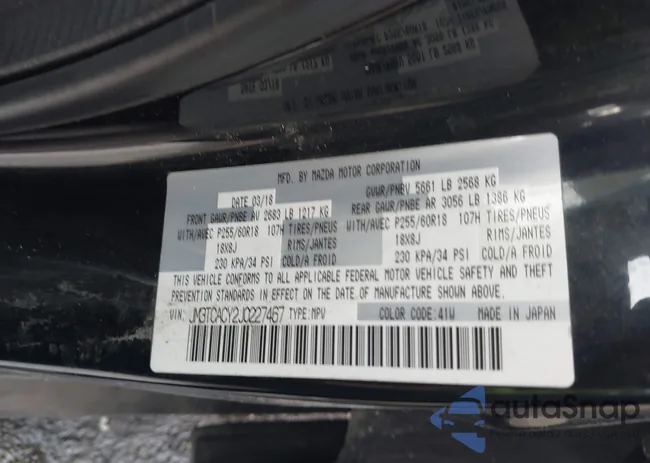 MFD. BY MAZDA MOTOR CORPORATION
DATE 03/18 GVWR/PNBV 5661 LB 2568 KG
FRONT GAWR/PNBE AV 2683 LB 1217 KG REAR GAWR/PNBE AR 3056 LB 1386 KG
WITH/AVEC P255/60R18 107H TIRES/PNEUS WITH/AVEC P255/60R18 107H TIRES/PNEUS
18X8J RIMS/JANTES 18X8J RIMS/JANTES
230 KPA/34 PSI COLD/A FROID 230 KPA/34 PSI COLD/A FROID
THIS VEHICLE CONFORMS TO ALL APPLICABLE FEDERAL MOTOR VEHICLE SAFETY AND THEFT
PREVENTION STANDARDS IN EFFECT ON THE DATE OF MANUFACTURE SHOWN ABOVE.
VIN: JM3TCACY2J0227467 TYPE: MPV COLOR CODE: 41W MADE IN JAPAN
autoSnap